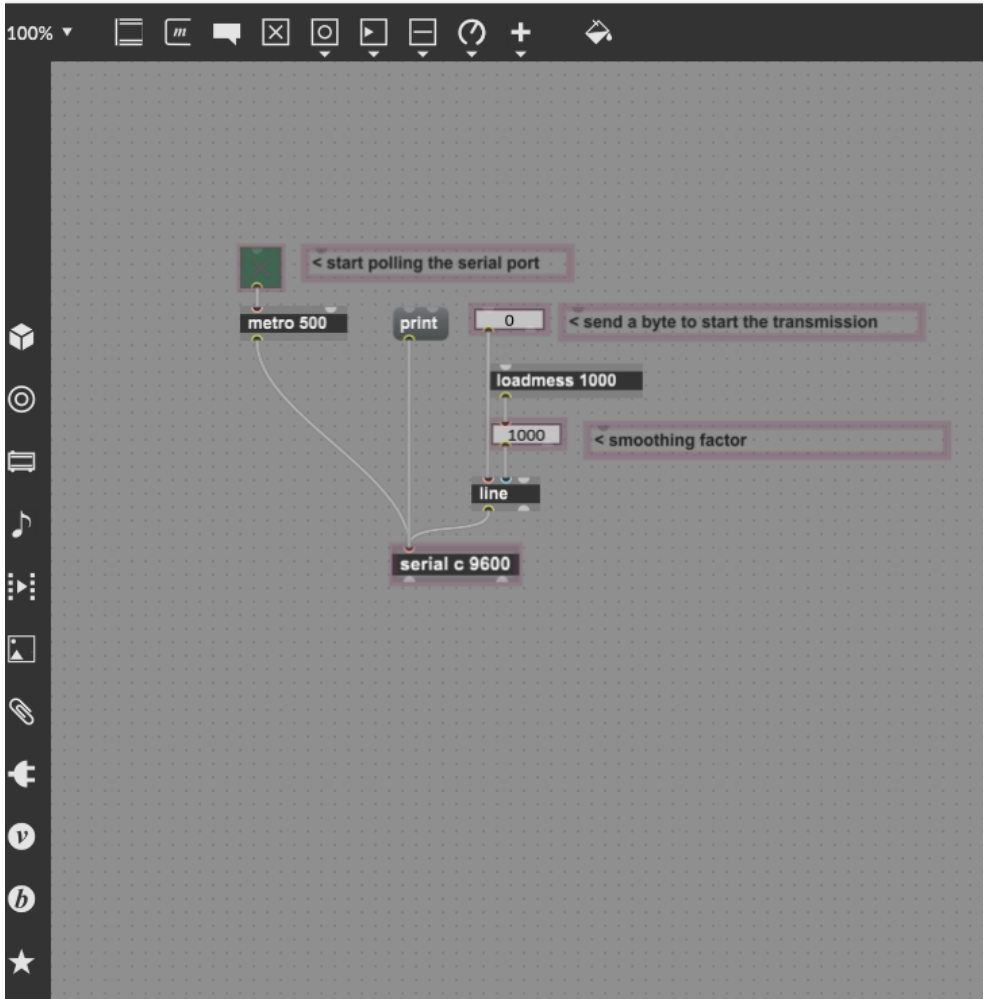 100%
m
< start polling the serial port
metro 500
print
0
< send a byte to start the transmission
loadmess 1000
1000
< smoothing factor
line
serial c 9600
v
b